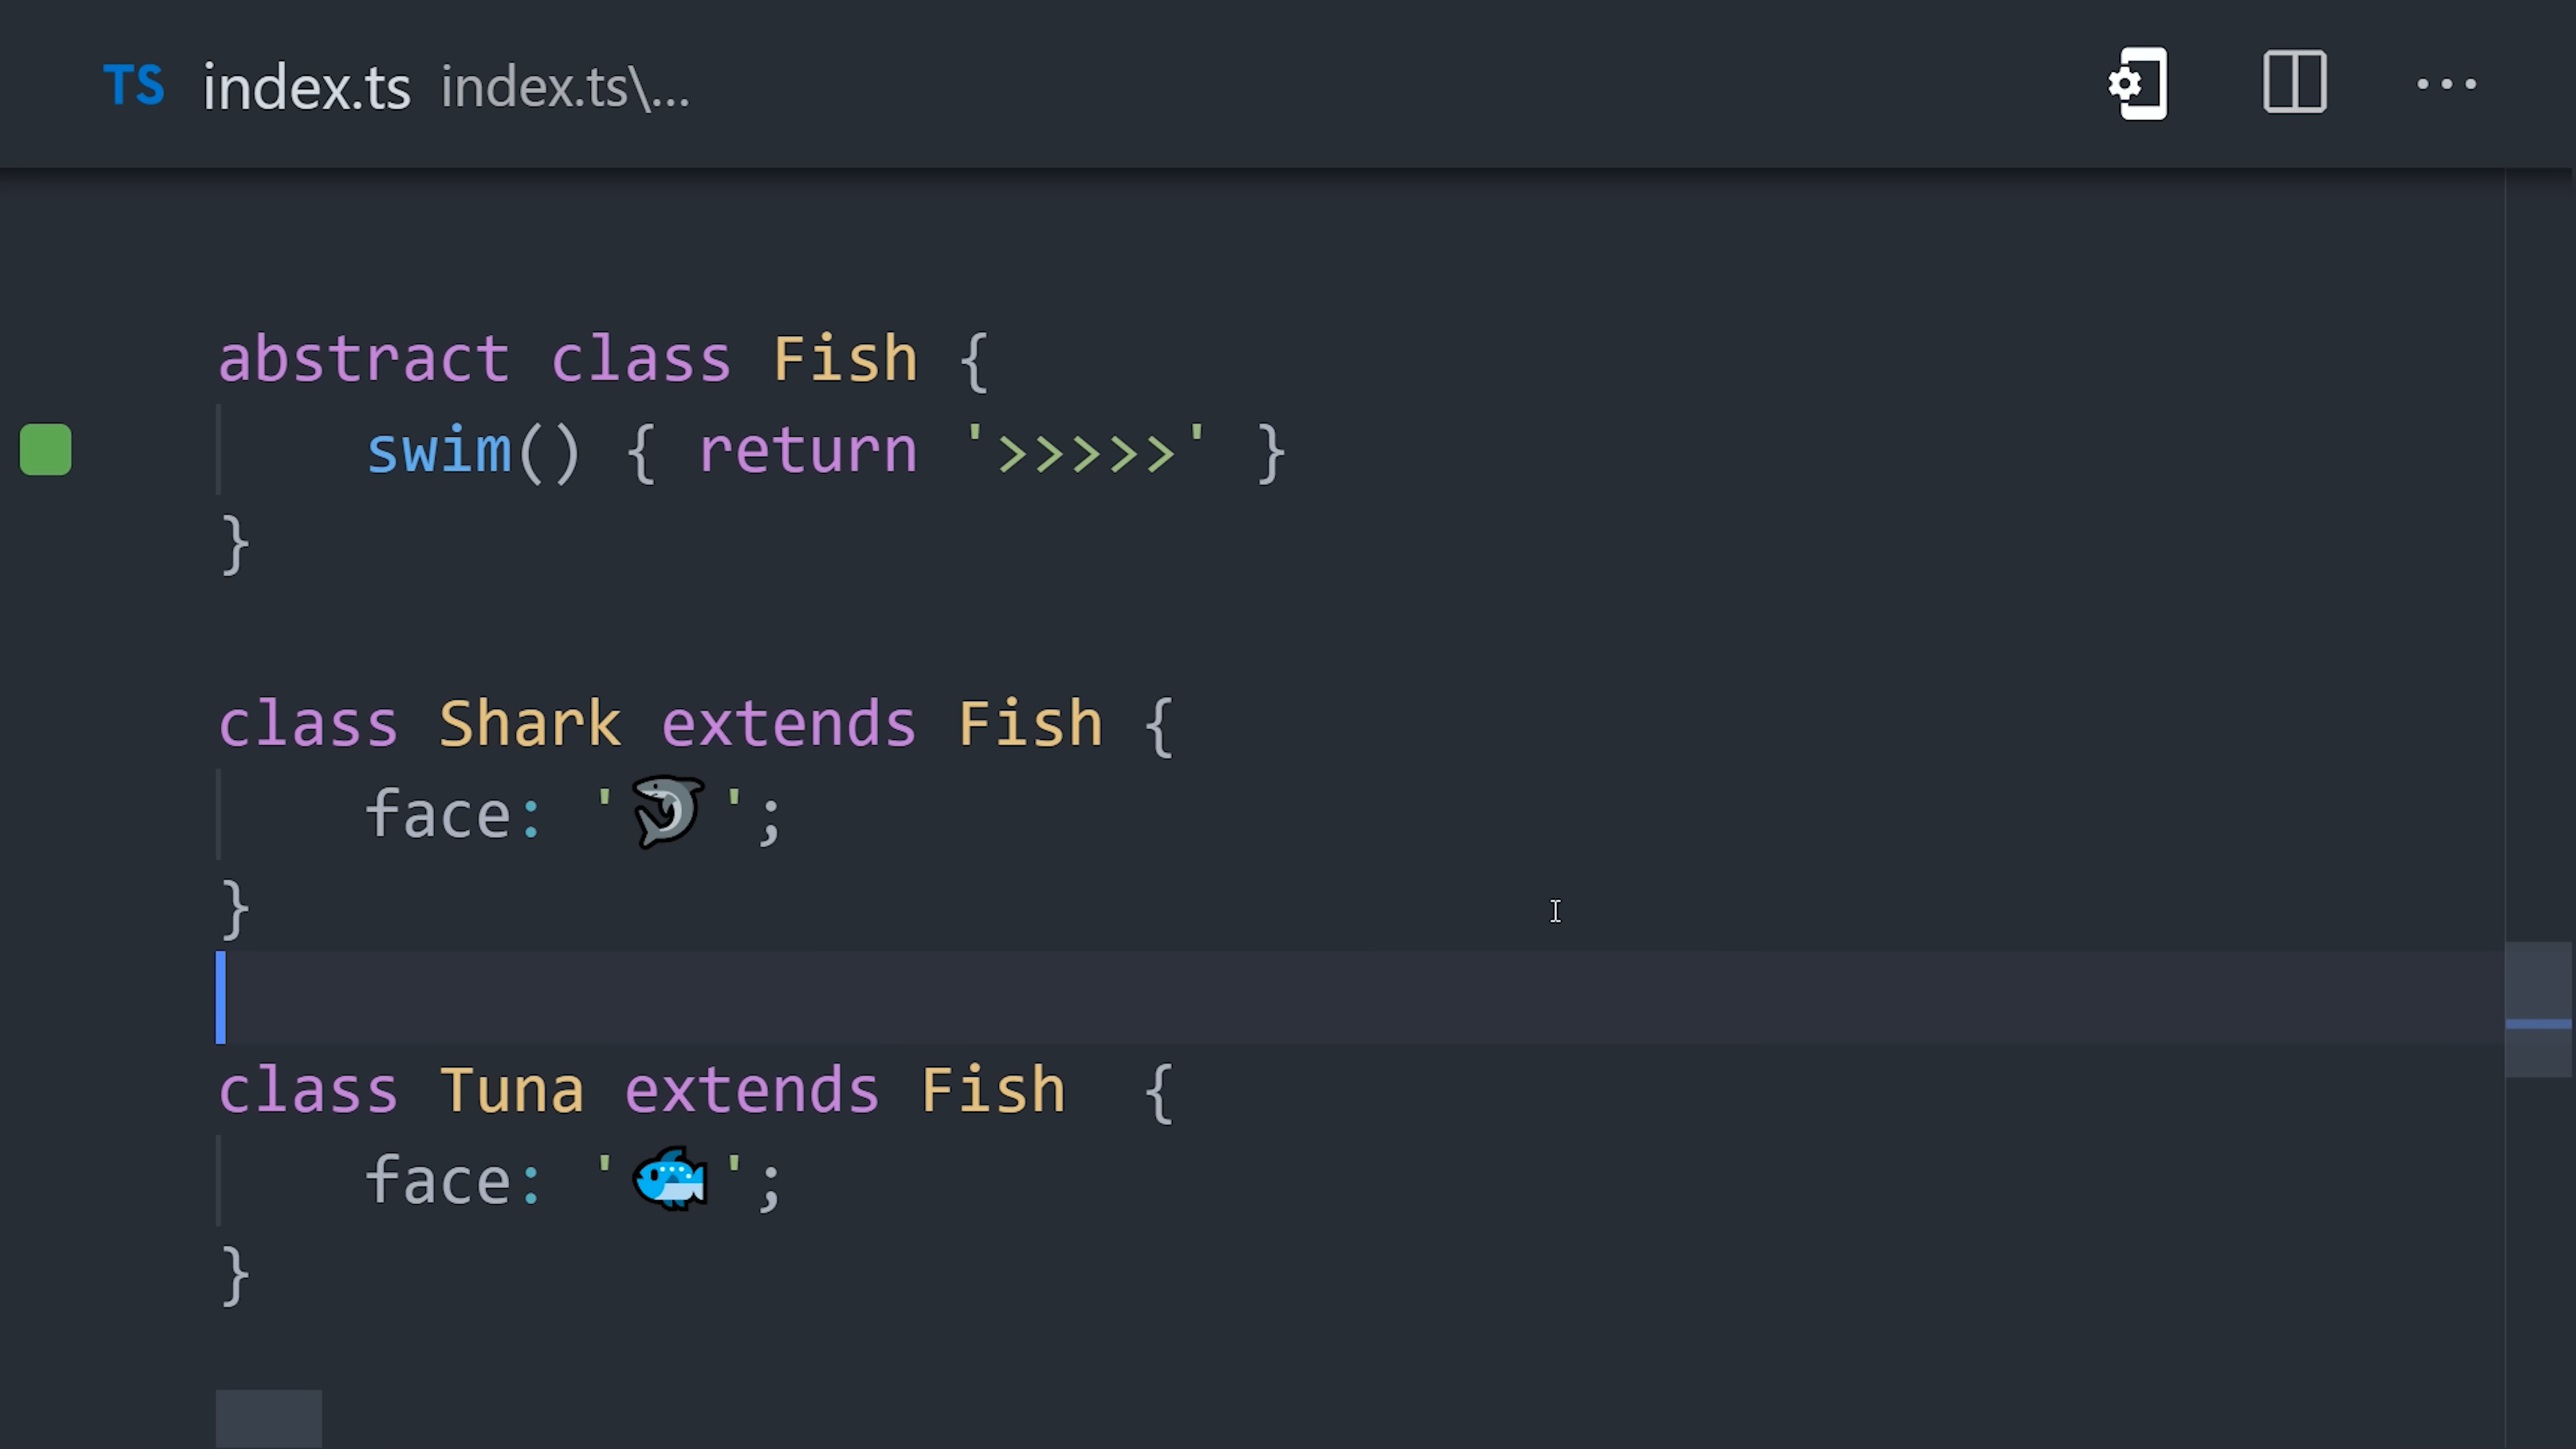 TS index.ts index.ts\...
abstract class Fish {
    swim() { return '>>>>>' }
}
class Shark extends Fish {
    face: '🦈';
}
class Tuna extends Fish  {
    face: '🐟';
}